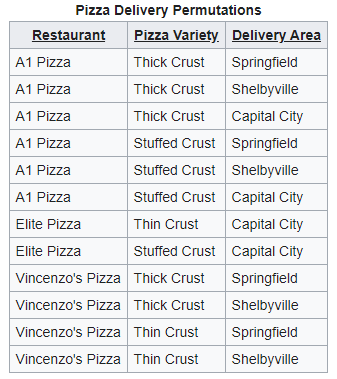 Pizza Delivery Permutations
Restaurant Pizza Variety Delivery Area
A1 Pizza Thick Crust Springfield
A1 Pizza Thick Crust Shelbyville
A1 Pizza Thick Crust Capital City
A1 Pizza Stuffed Crust Springfield
A1 Pizza Stuffed Crust Shelbyville
A1 Pizza Stuffed Crust Capital City
Elite Pizza Thin Crust Capital City
Elite Pizza Stuffed Crust Capital City
Vincenzo's Pizza Thick Crust Springfield
Vincenzo's Pizza Thick Crust Shelbyville
Vincenzo's Pizza Thin Crust Springfield
Vincenzo's Pizza Thin Crust Shelbyville